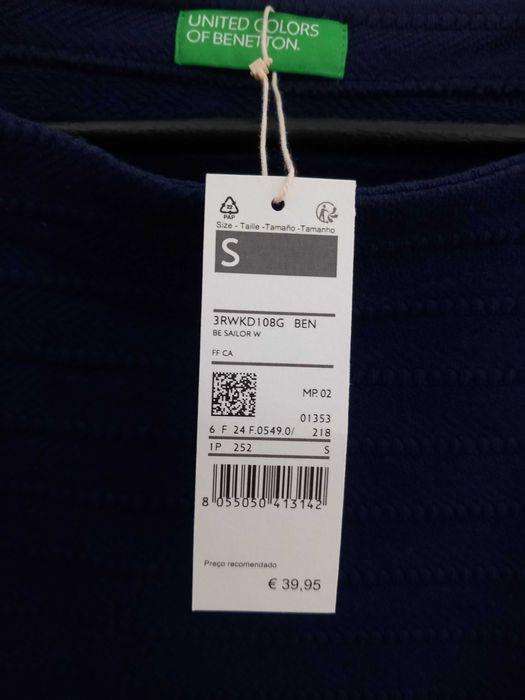 UNITED COLORS
OF BENETTON.
22
PAP
Size - Taille - Tamaño - Tamanho
S
3RWKD108G BEN
BE SAILOR W
FF CA
MP. 02
01353
6 F 24 F.0549.0/ 218
1P 252 S
8 055050 413142
Preço recomendado
€ 39,95